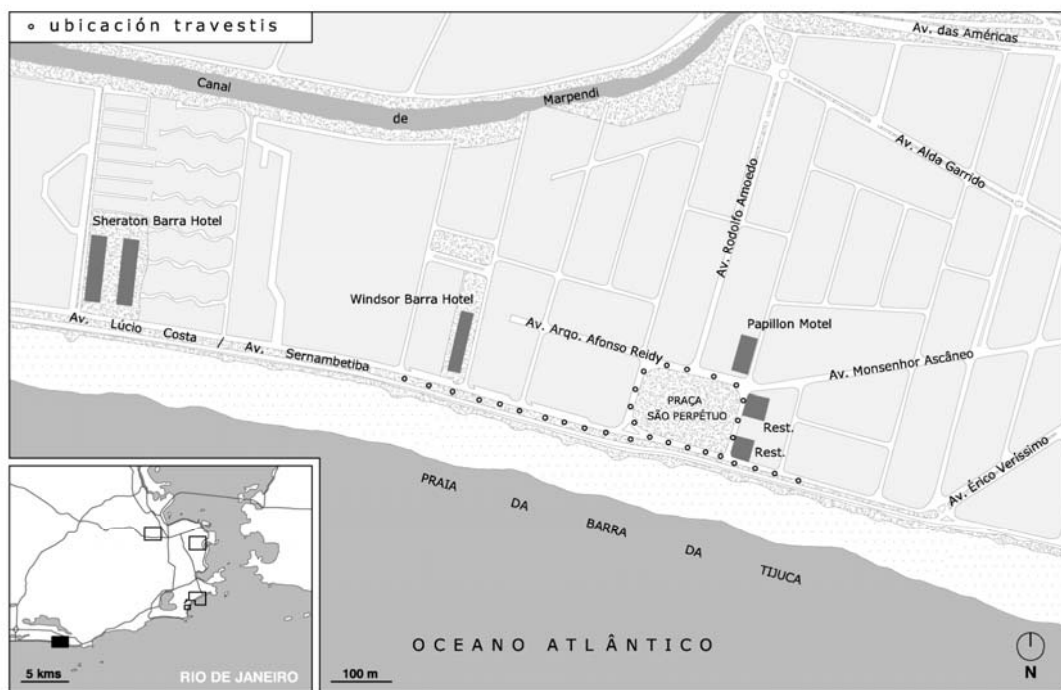 ubicación travestis
Av. das Américas
Canal
de
Marpendi
Av. Alda Garrido
Av. Rodolfo Amoedo
Sheraton Barra Hotel
Windsor Barra Hotel
Av. Lúcio Costa / Av. Sernambetiba
Av. Arqo. Afonso Reidy
Papillon Motel
Av. Monsenhor Ascâneo
PRAÇA
SÃO PERPÉTUO
Rest.
Rest.
Av. Érico Veríssimo
PRAIA DA BARRA DA TIJUCA
OCEANO ATLÂNTICO
5 kms
RIO DE JANEIRO
100 m
N